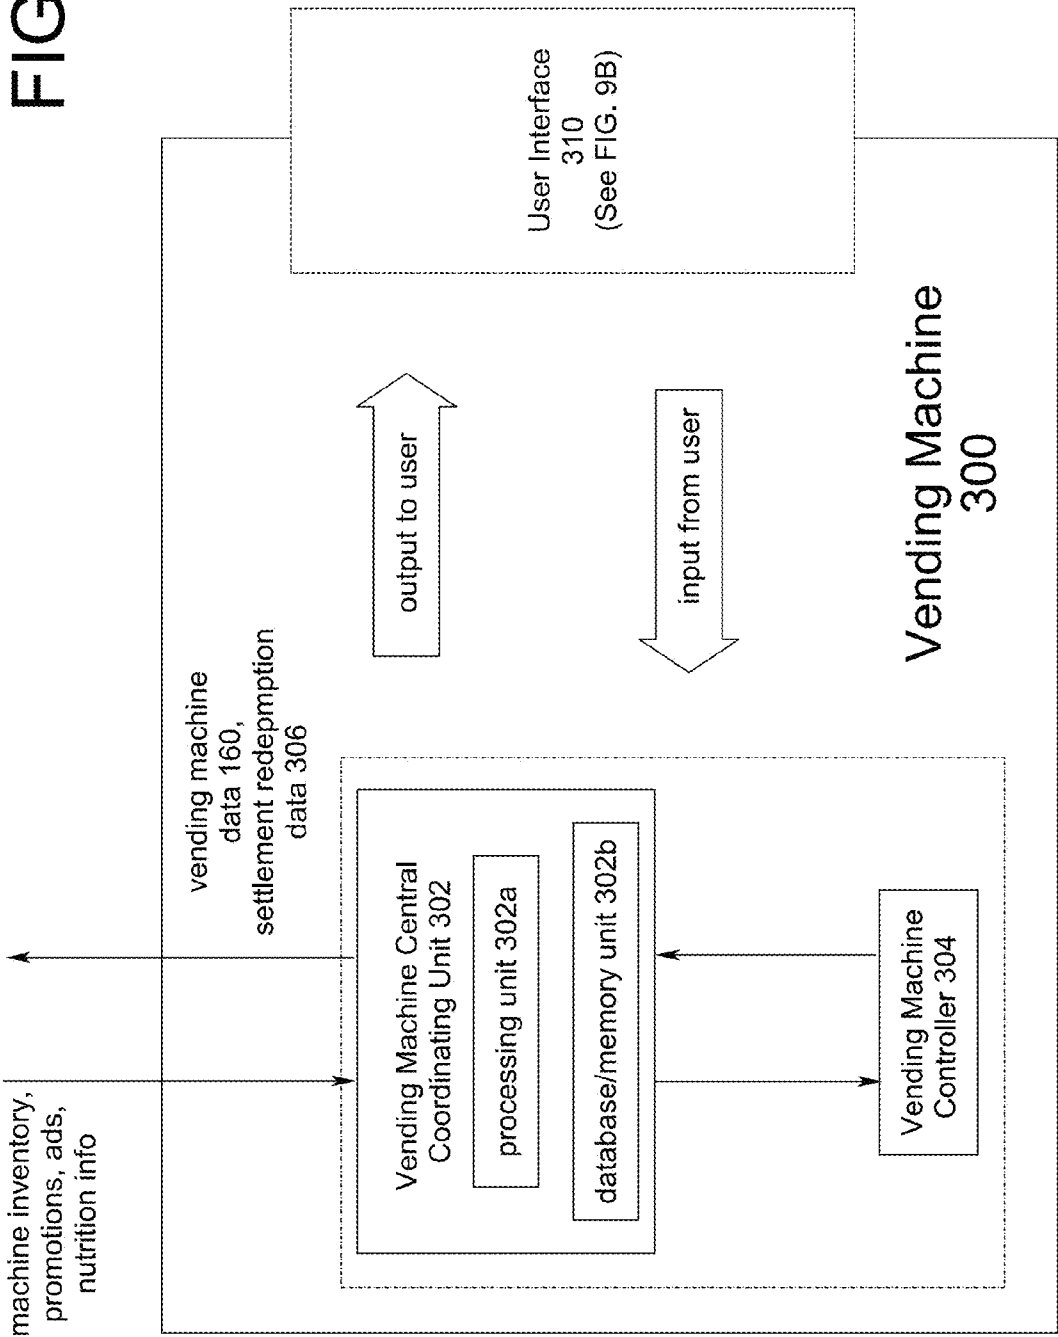 FIG
machine inventory,
promotions, ads,
nutrition info
vending machine
data 160,
settlement redepmption
data 306
Vending Machine Central
Coordinating Unit 302
processing unit 302a
database/memory unit 302b
Vending Machine
Controller 304
output to user
input from user
User Interface
310
(See FIG. 9B)
Vending Machine
300